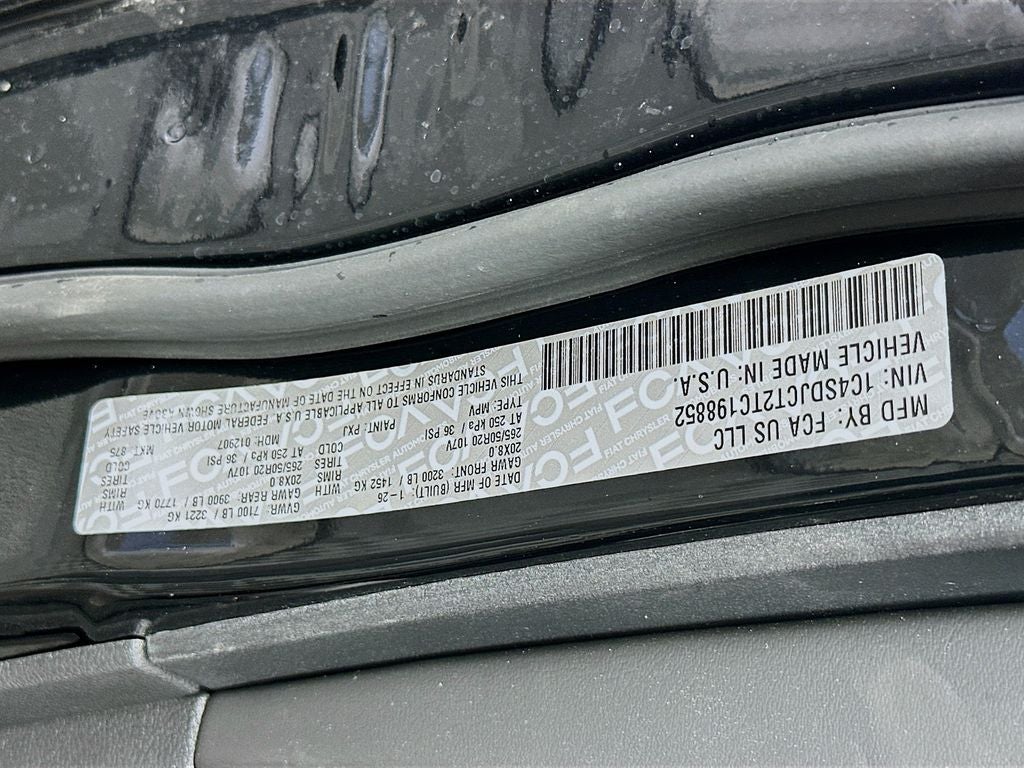 MFD BY: FCA US LLC
DATE OF MFR (BUILT): 1-26
GVWR: 7100 LB / 3221 KG
GAWR FRONT: 3200 LB / 1452 KG WITH
GAWR REAR: 3900 LB / 1770 KG WITH
20X8.0 RIMS
20X8.0 RIMS
265/50R20 107V TIRES
265/50R20 107V TIRES
AT 250 kPa / 36 PSI COLD
AT 250 kPa / 36 PSI COLD
VIN: 1C4SDJCT2TC198852
TYPE: MPV
PAINT: PXJ
MDH: 012907
MKT: 875
VEHICLE MADE IN: U.S.A.
THIS VEHICLE CONFORMS TO ALL APPLICABLE U.S.A. FEDERAL MOTOR VEHICLE SAFETY
STANDARDS IN EFFECT ON THE DATE OF MANUFACTURE SHOWN ABOVE